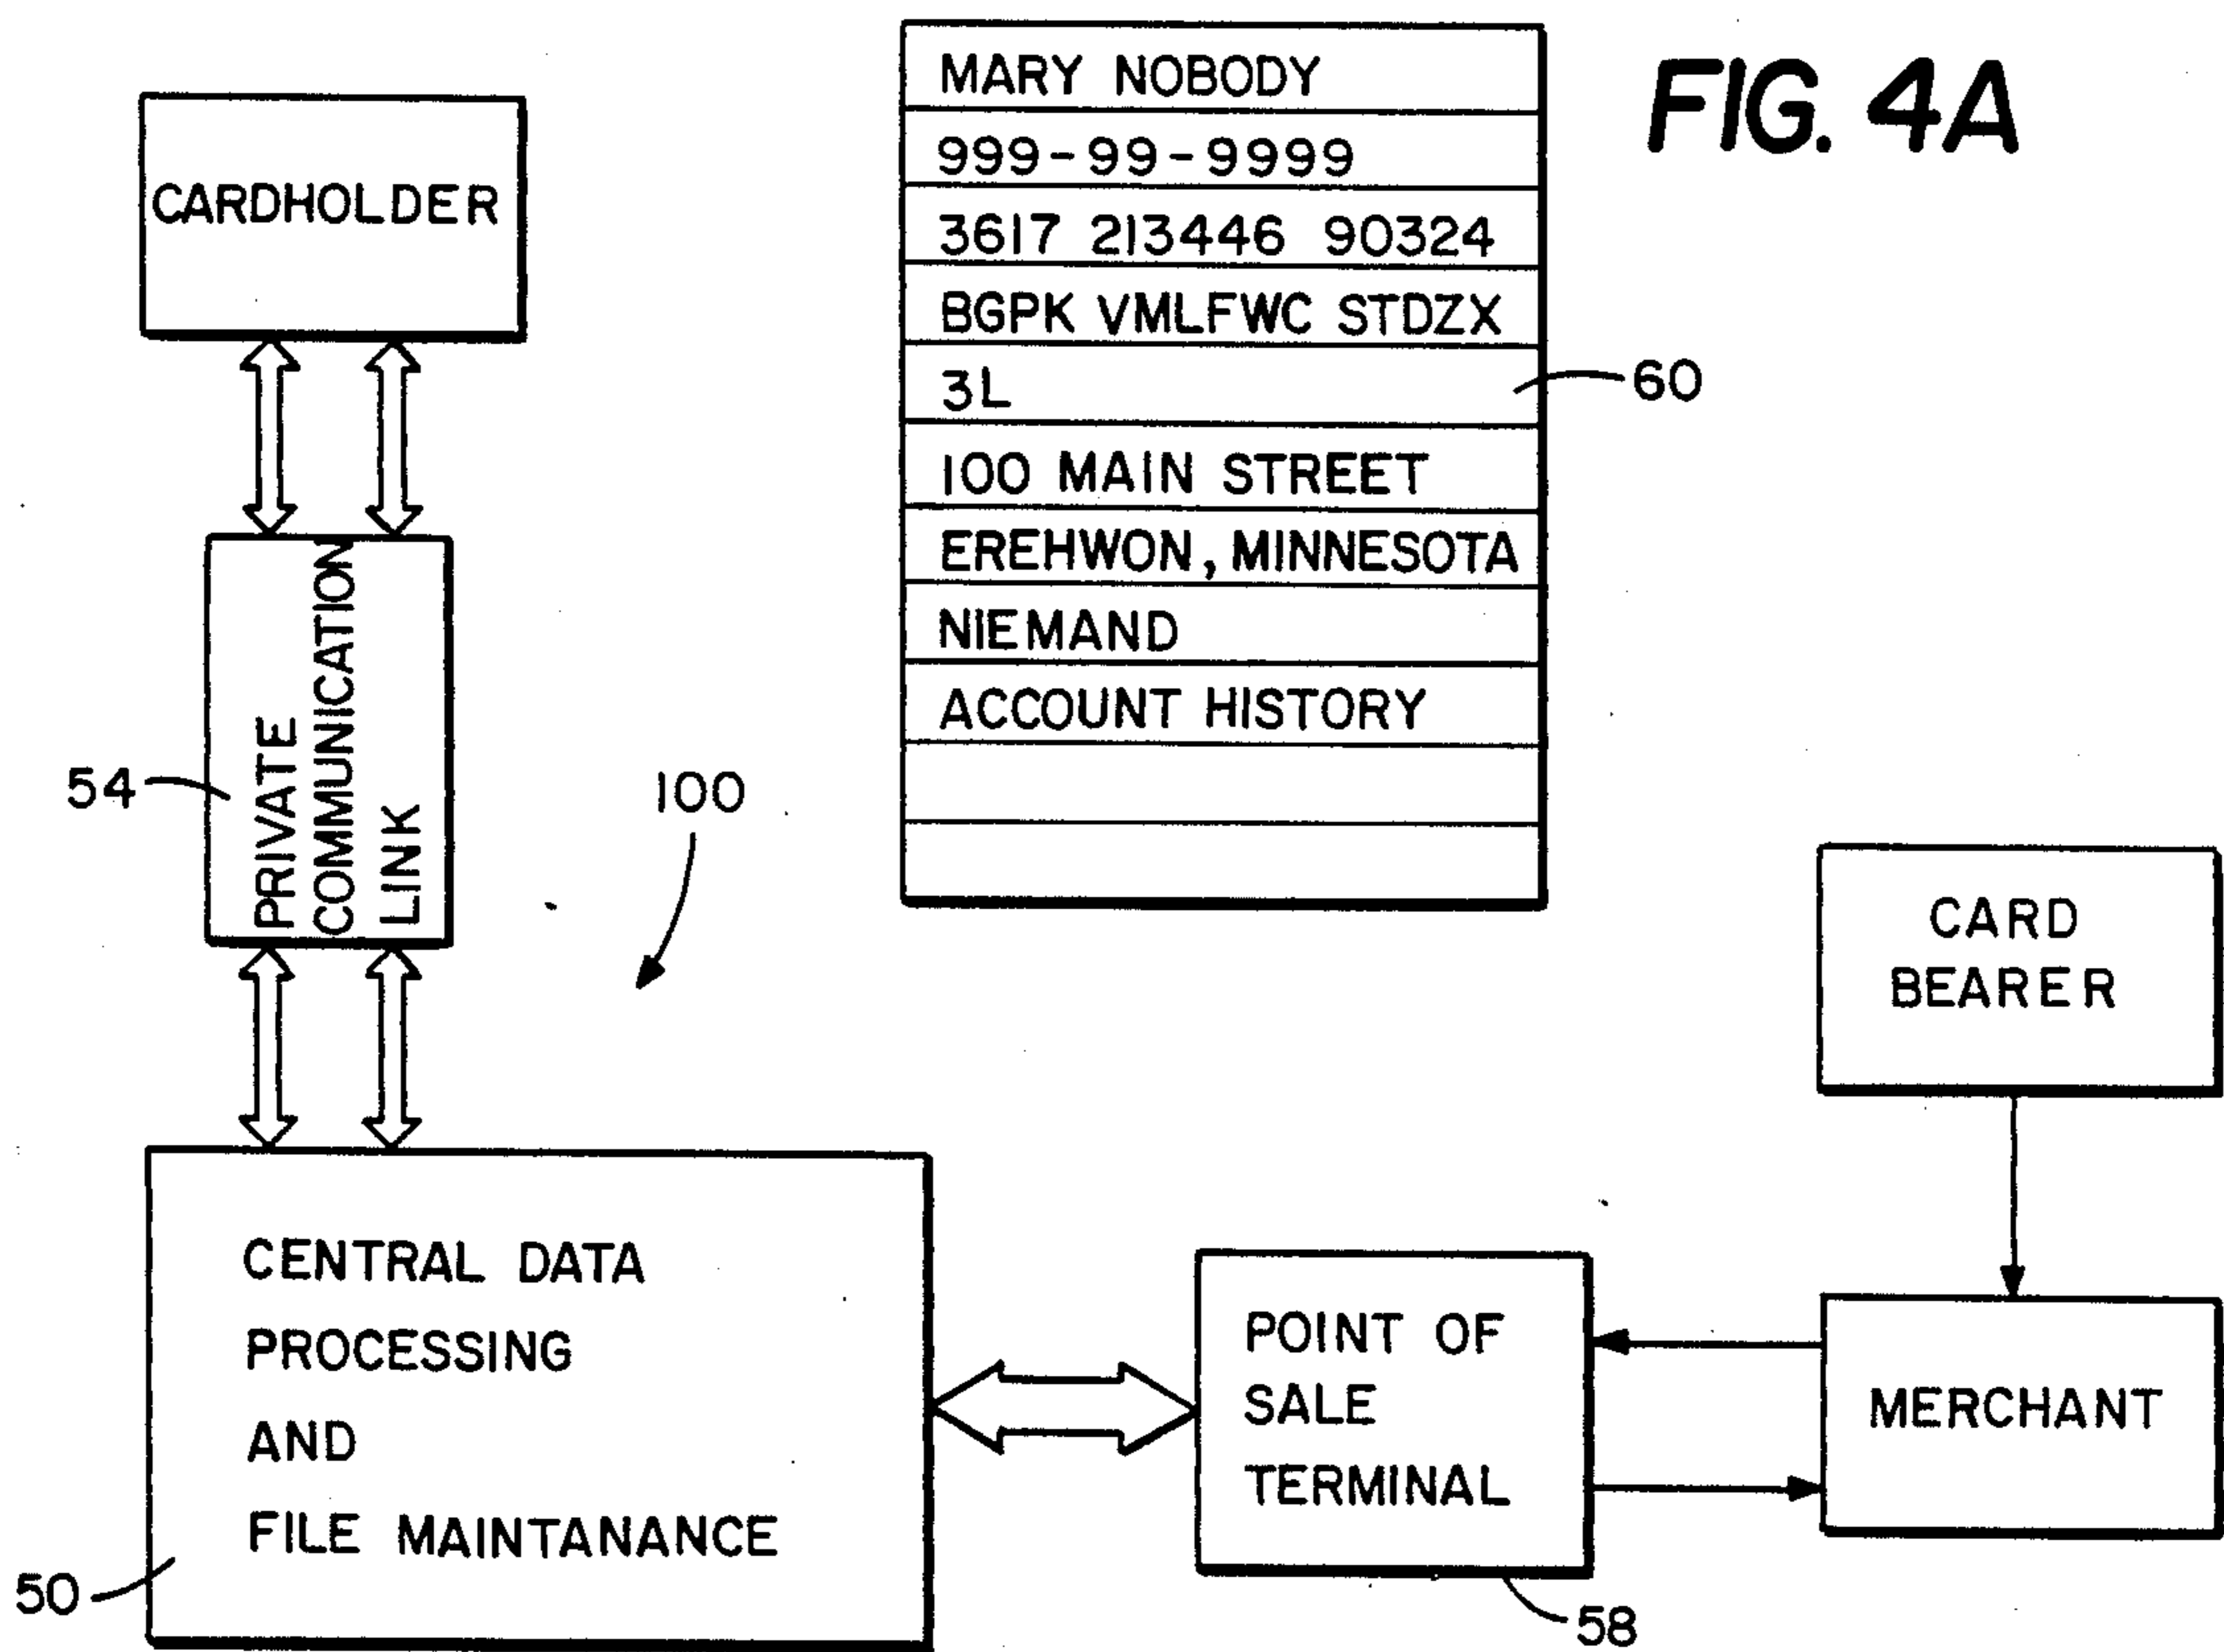 FIG. 4A
MARY NOBODY
999-99-9999
3617 213446 90324
BGPK VMLFWC STDZX
3L
60
100 MAIN STREET
EREHWON, MINNESOTA
NIEMAND
ACCOUNT HISTORY
CARDHOLDER
PRIVATE
COMMUNICATION
LINK
54
100
CARD
BEARER
CENTRAL DATA
PROCESSING
AND
FILE MAINTANANCE
50
POINT OF
SALE
TERMINAL
58
MERCHANT